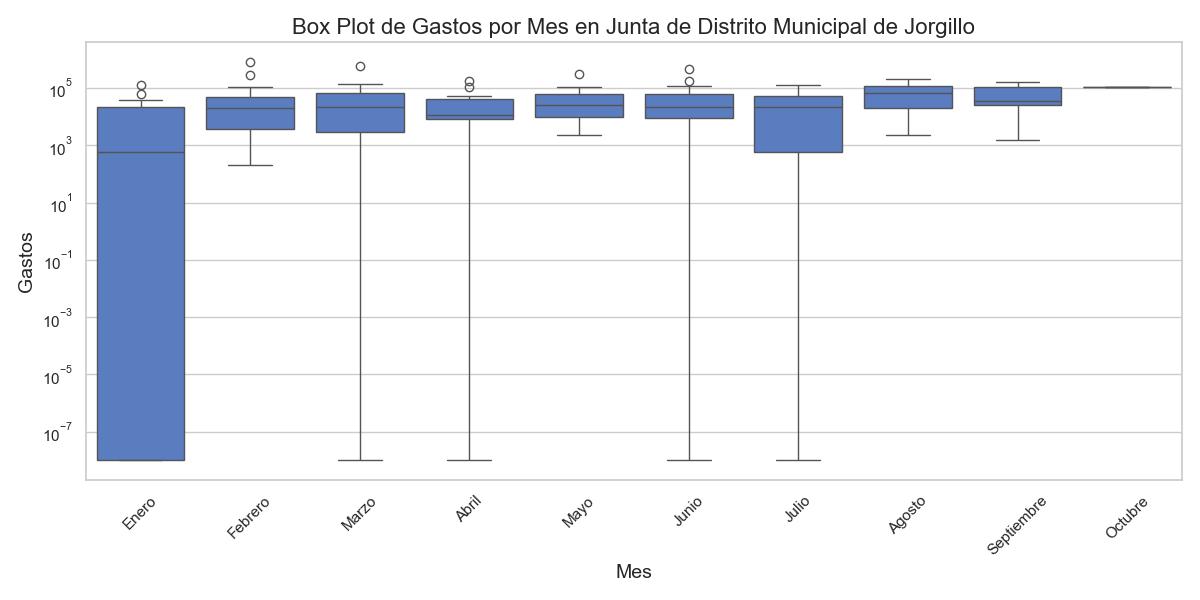 Box Plot de Gastos por Mes en Junta de Distrito Municipal de Jorgillo
Gastos
10^5
10^3
10^1
10^−1
10^−3
10^−5
10^−7
Enero
Febrero
Marzo
Abril
Mayo
Junio
Julio
Agosto
Septiembre
Octubre
Mes